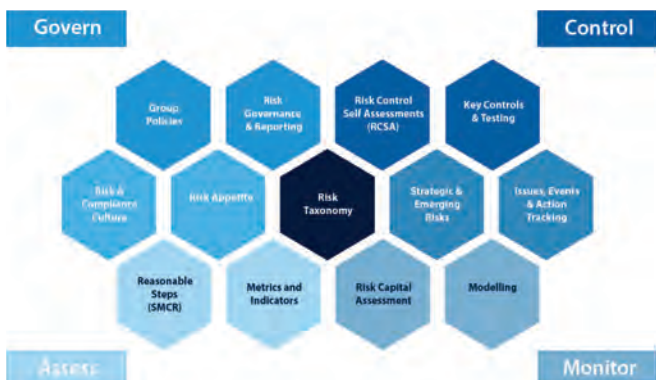 Govern
Control
Group
Policies
Risk
Governance
& Reporting
Risk Control
Self Assessments
(RCSA)
Key Controls
& Testing
Risk &
Compliance
Culture
Risk Appetite
Risk
Taxonomy
Strategic &
Emerging
Risks
Issues, Events
& Action
Tracking
Reasonable
Steps
(SMCR)
Metrics and
Indicators
Risk Capital
Assessment
Modelling
Assess
Monitor